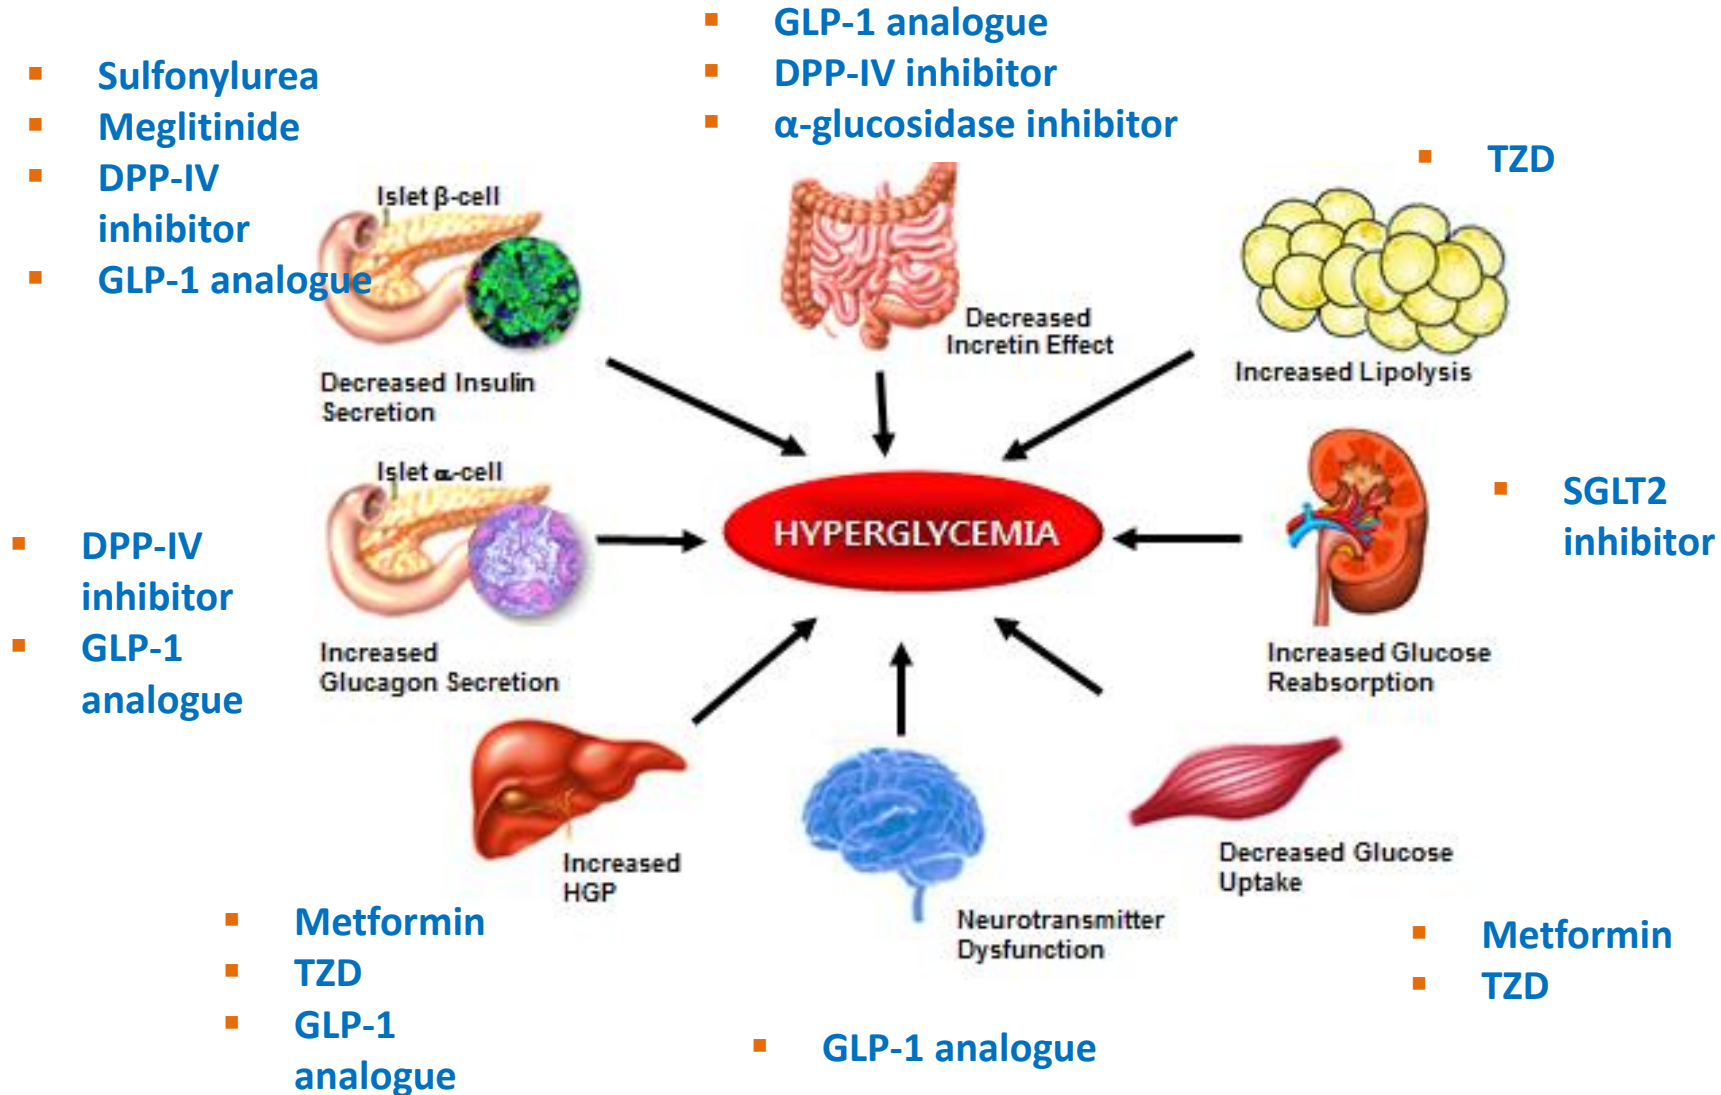 GLP-1 analogue
DPP-IV inhibitor
α-glucosidase inhibitor
Sulfonylurea
Meglitinide
DPP-IV
inhibitor
GLP-1 analogue
TZD
Islet β-cell
Decreased Insulin
Secretion
Decreased
Incretin Effect
Increased Lipolysis
Islet α-cell
HYPERGLYCEMIA
SGLT2
inhibitor
DPP-IV
inhibitor
GLP-1
analogue
Increased
Glucagon Secretion
Increased Glucose
Reabsorption
Increased
HGP
Neurotransmitter
Dysfunction
Decreased Glucose
Uptake
Metformin
TZD
GLP-1
analogue
GLP-1 analogue
Metformin
TZD